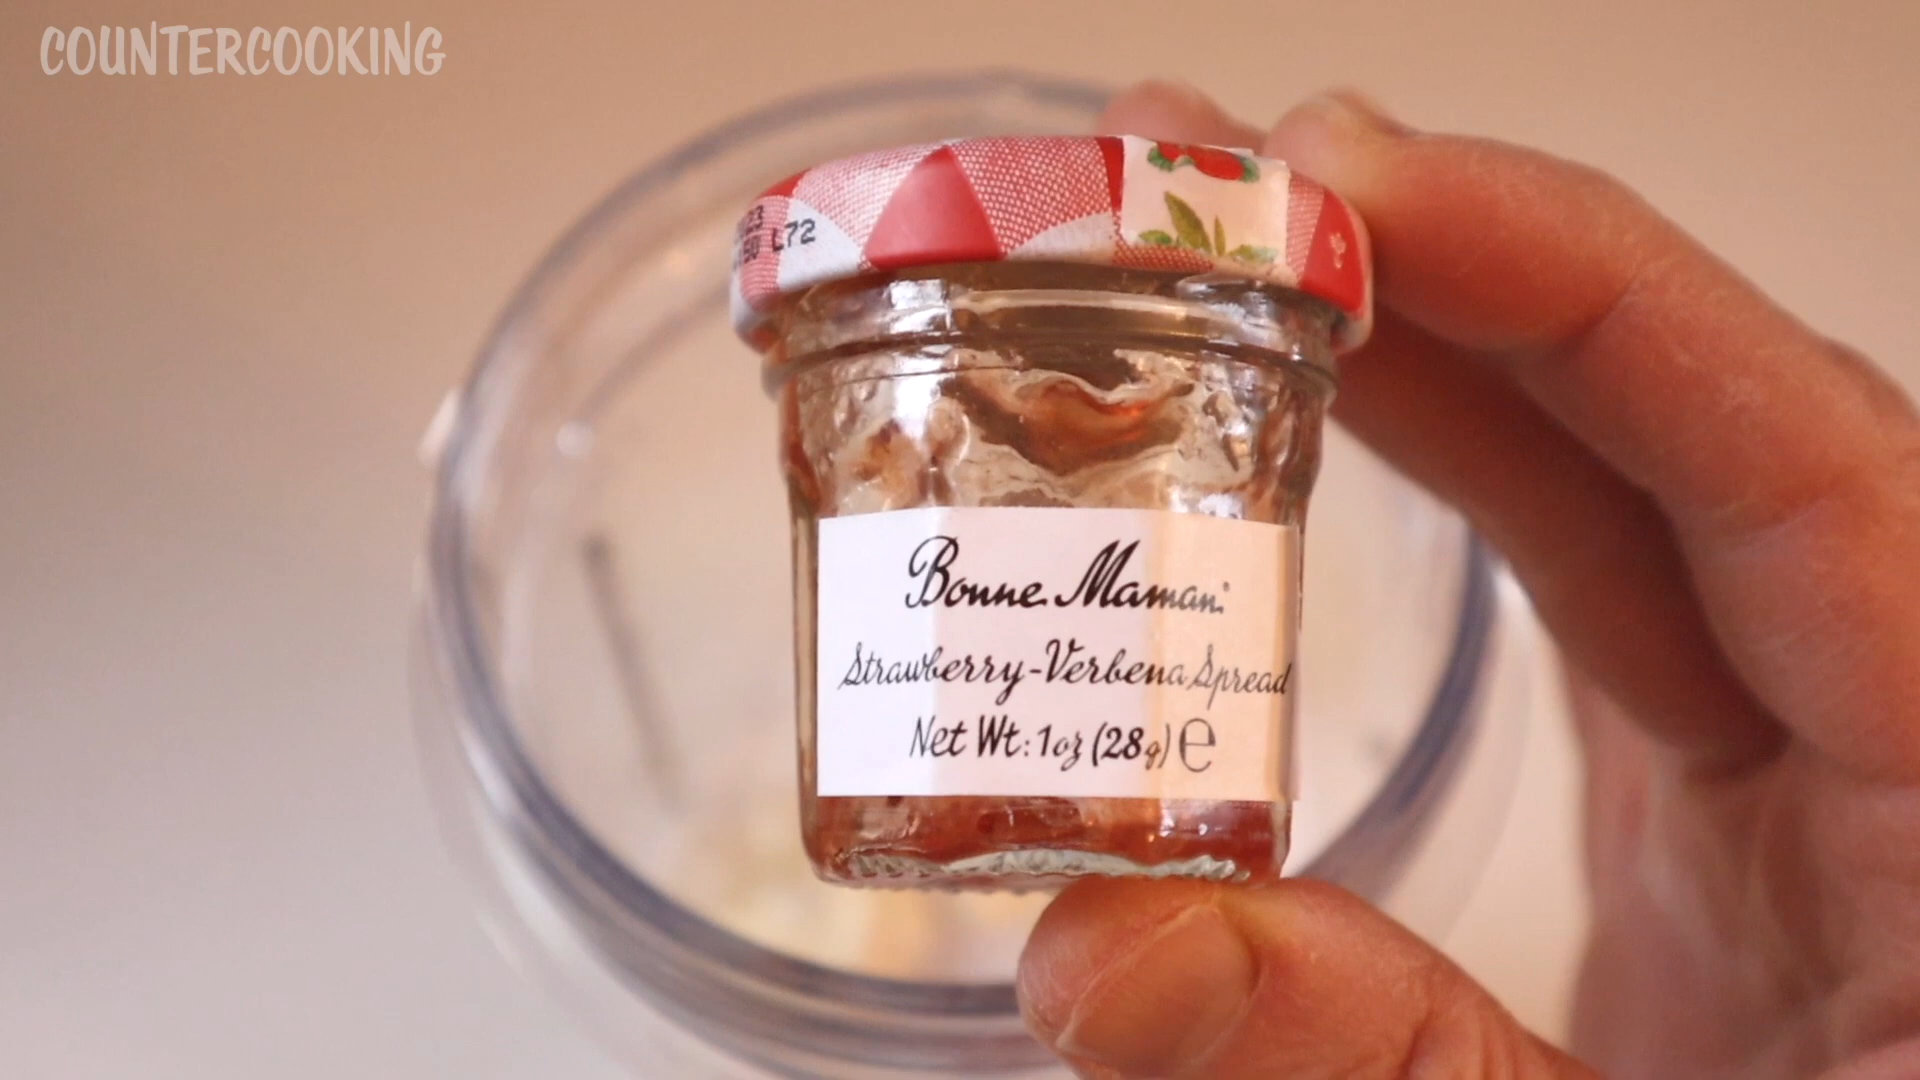 COUNTERCOOKING
L72
Bonne Maman
Strawberry-Verbena Spread
Net Wt: 1oz (28g) ℮